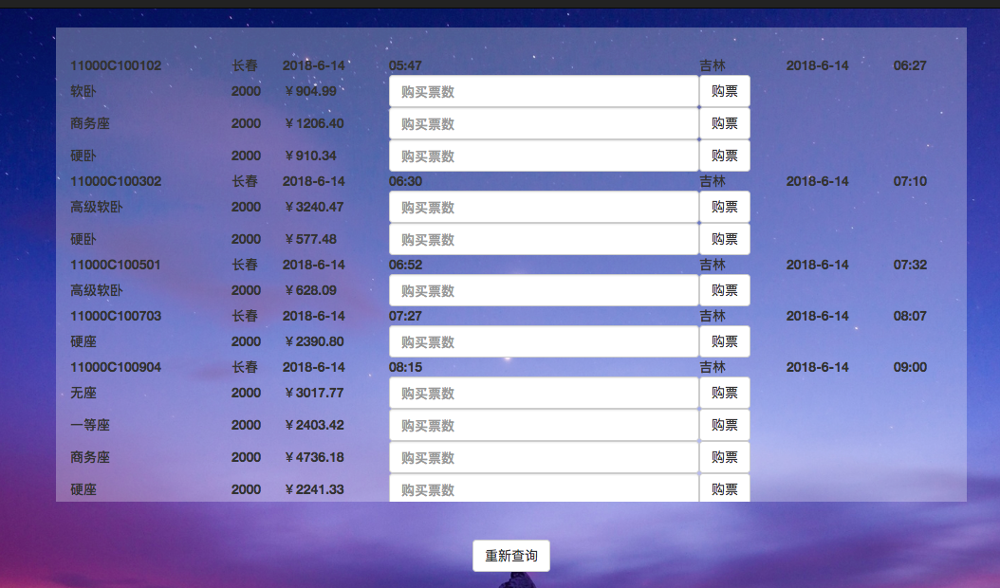 11000C100102 长春 2018-6-14 05:47 吉林 2018-6-14 06:27
软卧 2000 ￥904.99 购买票数 购票
商务座 2000 ￥1206.40 购买票数 购票
硬卧 2000 ￥910.34 购买票数 购票
11000C100302 长春 2018-6-14 06:30 吉林 2018-6-14 07:10
高级软卧 2000 ￥3240.47 购买票数 购票
硬卧 2000 ￥577.48 购买票数 购票
11000C100501 长春 2018-6-14 06:52 吉林 2018-6-14 07:32
高级软卧 2000 ￥628.09 购买票数 购票
11000C100703 长春 2018-6-14 07:27 吉林 2018-6-14 08:07
硬座 2000 ￥2390.80 购买票数 购票
11000C100904 长春 2018-6-14 08:15 吉林 2018-6-14 09:00
无座 2000 ￥3017.77 购买票数 购票
一等座 2000 ￥2403.42 购买票数 购票
商务座 2000 ￥4736.18 购买票数 购票
硬座 2000 ￥2241.33 购买票数 购票
重新查询